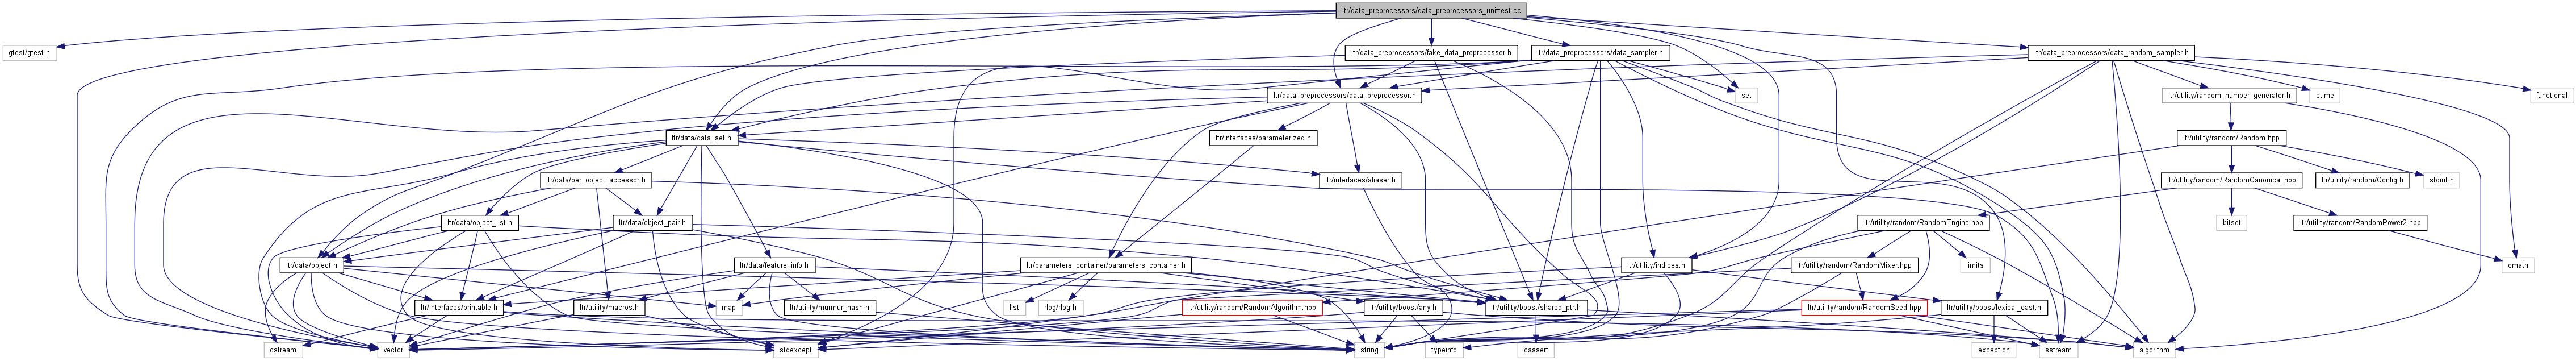 ltr/data_preprocessors/data_preprocessors_unittest.cc
gtest/gtest.h
ltr/data_preprocessors/fake_data_preprocessor.h
ltr/data_preprocessors/data_sampler.h
ltr/data_preprocessors/data_random_sampler.h
ltr/data_preprocessors/data_preprocessor.h
set
ltr/utility/random_number_generator.h
ctime
functional
ltr/data/data_set.h
ltr/interfaces/parameterized.h
ltr/utility/random/Random.hpp
ltr/data/per_object_accessor.h
ltr/interfaces/aliaser.h
ltr/utility/random/RandomCanonical.hpp
ltr/utility/random/Config.h
stdint.h
ltr/data/object_list.h
ltr/data/object_pair.h
ltr/utility/random/RandomEngine.hpp
bitset
ltr/utility/random/RandomPower2.hpp
ltr/data/object.h
ltr/data/feature_info.h
ltr/parameters_container/parameters_container.h
ltr/utility/indices.h
ltr/utility/random/RandomMixer.hpp
limits
cmath
ltr/interfaces/printable.h
ltr/utility/macros.h
map
ltr/utility/murmur_hash.h
list
rlog/rlog.h
ltr/utility/random/RandomAlgorithm.hpp
ltr/utility/boost/any.h
ltr/utility/boost/shared_ptr.h
ltr/utility/random/RandomSeed.hpp
ltr/utility/boost/lexical_cast.h
ostream
vector
stdexcept
string
typeinfo
cassert
exception
sstream
algorithm